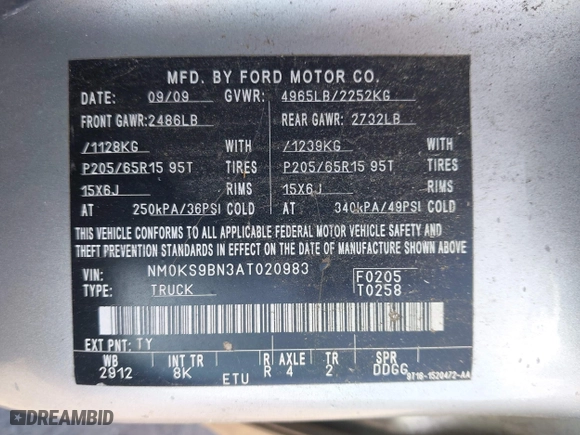 MFD. BY FORD MOTOR CO.
DATE: 09/09 GVWR: 4965LB/2252KG
FRONT GAWR: 2486LB REAR GAWR: 2732LB
/1128KG WITH /1239KG WITH
P205/65R15 95T TIRES P205/65R15 95T TIRES
15X6J RIMS 15X6J RIMS
AT 250kPA/36PSI COLD AT 340kPA/49PSI COLD
THIS VEHICLE CONFORMS TO ALL APPLICABLE FEDERAL MOTOR VEHICLE SAFETY AND
THEFT PREVENTION STANDARDS IN EFFECT ON THE DATE OF MANUFACTURE SHOWN ABOVE.
VIN: NM0KS9BN3AT020983 F0205
TYPE: TRUCK T0258
EXT PNT: TY
WB INT TR R AXLE TR SPR
2912 8K ETU R 4 2 DDGG
9T16-1520472-AA
DREAMBID